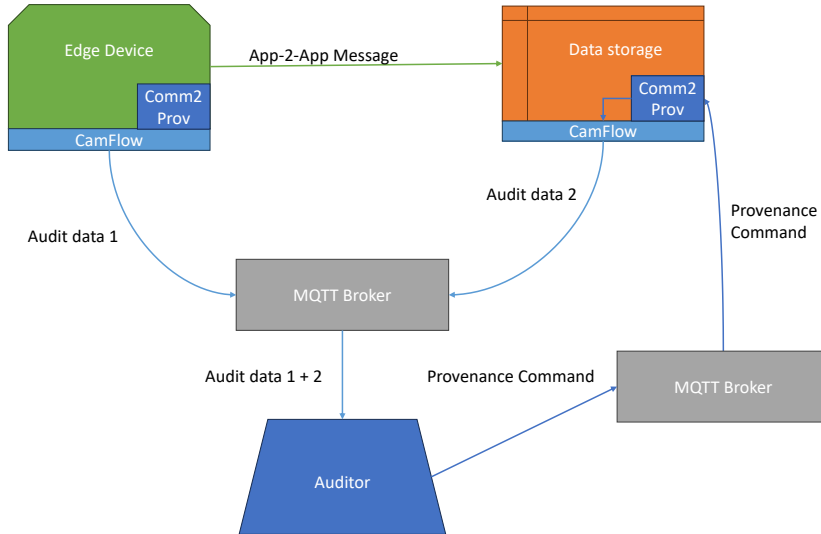 Edge Device
App-2-App Message
Data storage
Comm2
Prov
Comm2
Prov
CamFlow
CamFlow
Audit data 1
Audit data 2
Provenance
Command
MQTT Broker
Audit data 1 + 2
Provenance Command
MQTT Broker
Auditor